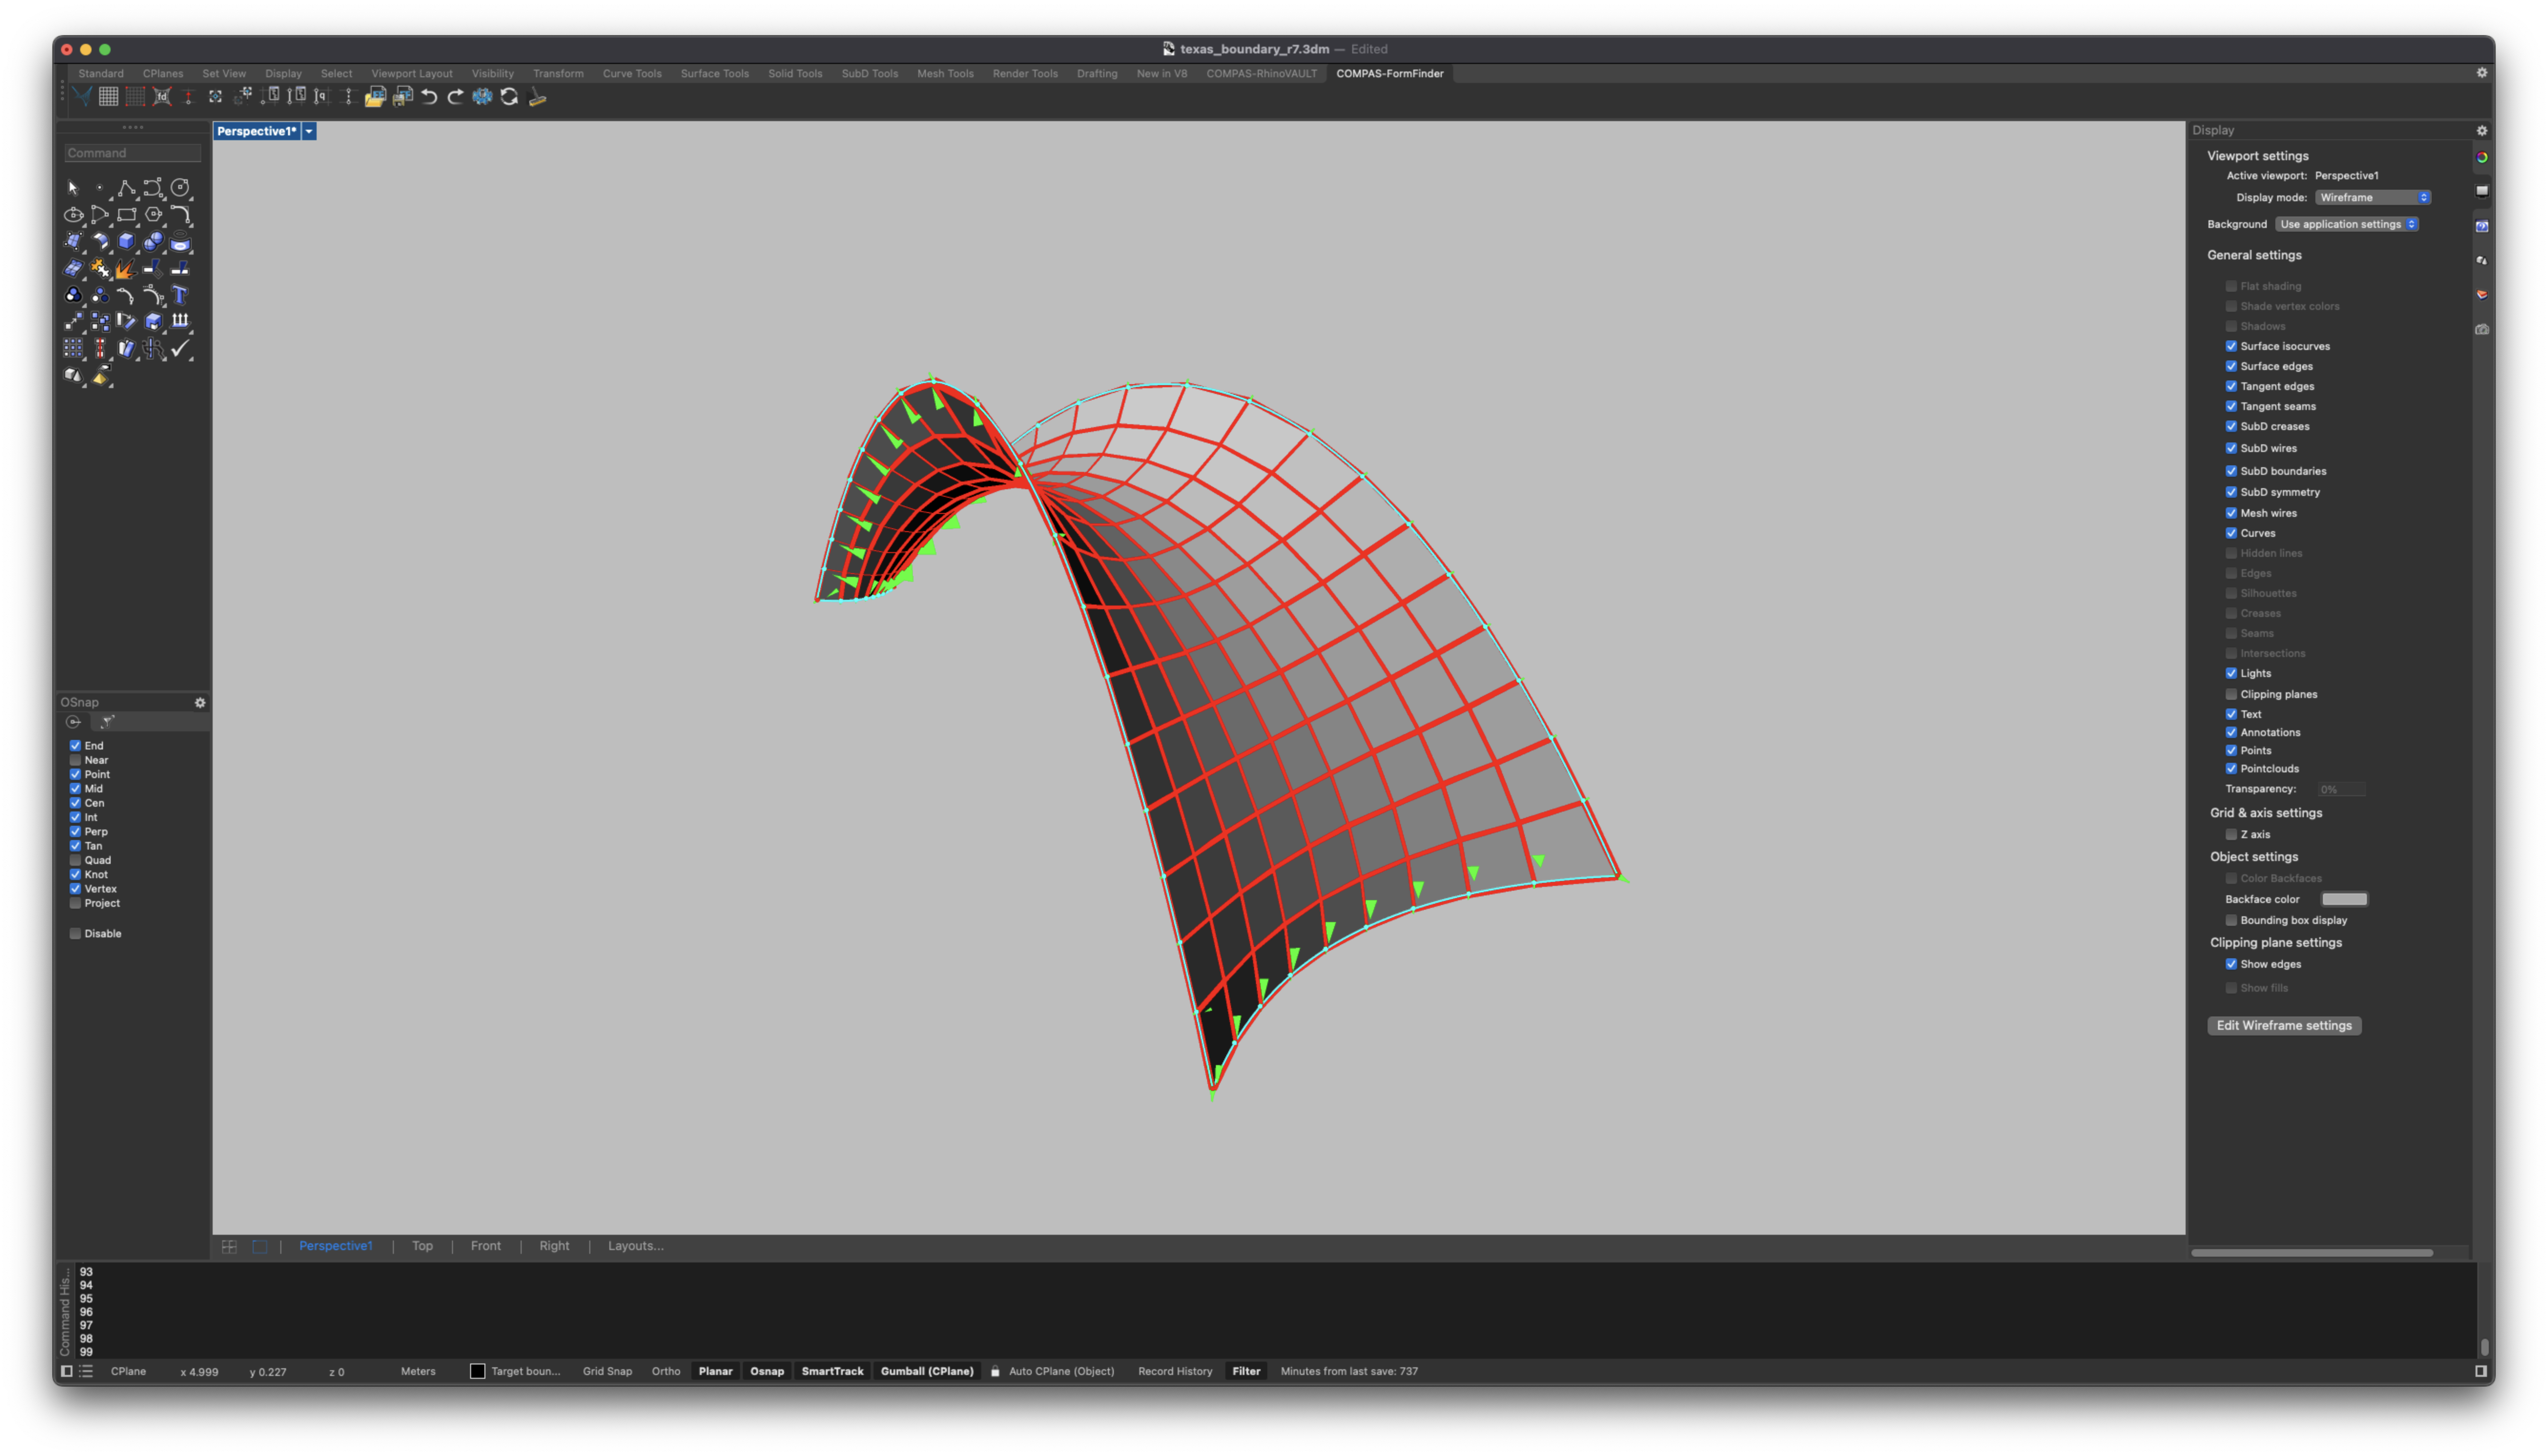 texas_boundary_r7.3dm — Edited
Standard CPlanes Set View Display Select Viewport Layout Visibility Transform Curve Tools Surface Tools Solid Tools SubD Tools Mesh Tools Render Tools Drafting New in V8 COMPAS-RhinoVAULT COMPAS-FormFinder
fd
q
Perspective1*
Command
OSnap
End
Near
Point
Mid
Cen
Int
Perp
Tan
Quad
Knot
Vertex
Project
Disable
Display
Viewport settings
Active viewport: Perspective1
Display mode: Wireframe
Background Use application settings
General settings
Flat shading
Shade vertex colors
Shadows
Surface isocurves
Surface edges
Tangent edges
Tangent seams
SubD creases
SubD wires
SubD boundaries
SubD symmetry
Mesh wires
Curves
Hidden lines
Edges
Silhouettes
Creases
Seams
Intersections
Lights
Clipping planes
Text
Annotations
Points
Pointclouds
Transparency: 0%
Grid & axis settings
Z axis
Object settings
Color Backfaces
Backface color
Bounding box display
Clipping plane settings
Show edges
Show fills
Edit Wireframe settings
Perspective1 | Top | Front | Right | Layouts...
Command His...
93
94
95
96
97
98
99
CPlane x 4.999 y 0.227 z 0 Meters Target boun... Grid Snap Ortho Planar Osnap SmartTrack Gumball (CPlane) Auto CPlane (Object) Record History Filter Minutes from last save: 737